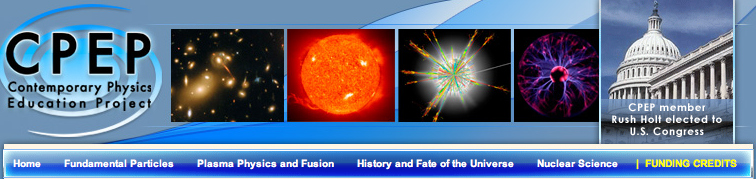 CPEP
Contemporary Physics
Education Project
CPEP member
Rush Holt elected to
U.S. Congress
Home Fundamental Particles Plasma Physics and Fusion History and Fate of the Universe Nuclear Science | FUNDING CREDITS